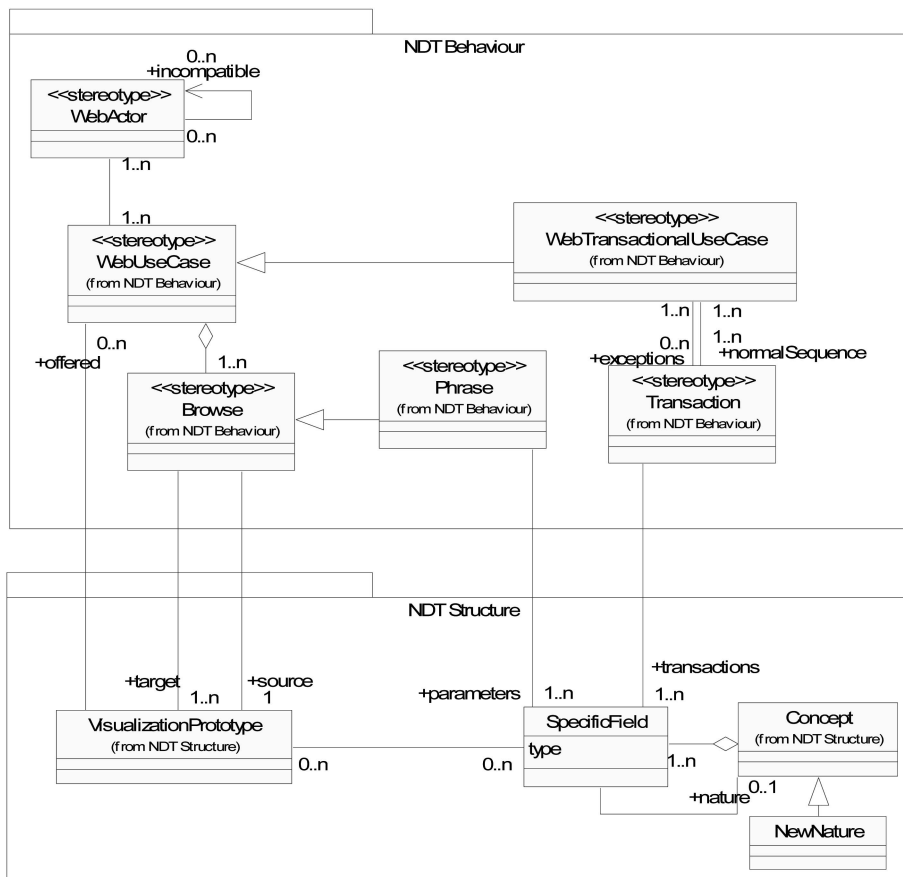 NDT Behaviour
0..n
+incompatible
<<stereotype>>
WebActor
0..n
1..n
1..n
<<stereotype>>
WebUseCase
(from NDT Behaviour)
<<stereotype>>
WebTransactionalUseCase
(from NDT Behaviour)
0..n
+offered
1..n
1..n
1..n
0..n
1..n
+exceptions
+normalSequence
<<stereotype>>
Browse
(from NDT Behaviour)
<<stereotype>>
Phrase
(from NDT Behaviour)
<<stereotype>>
Transaction
(from NDT Behaviour)
NDT Structure
+target
1..n
+source
1
+parameters
1..n
+transactions
1..n
VisualizationPrototype
(from NDT Structure)
0..n
0..n
SpecificField
type
1..n
Concept
(from NDT Structure)
+nature
0..1
NewNature